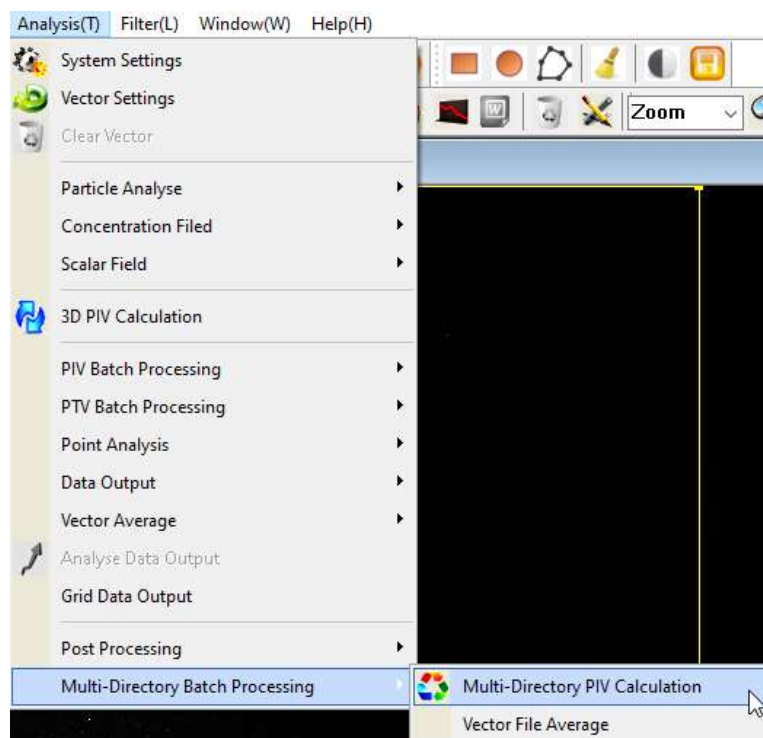 Analysis(T) Filter(L) Window(W) Help(H)
System Settings
Vector Settings
Zoom
Clear Vector
Particle Analyse
Concentration Filed
Scalar Field
3D PIV Calculation
PIV Batch Processing
PTV Batch Processing
Point Analysis
Data Output
Vector Average
Analyse Data Output
Grid Data Output
Post Processing
Multi-Directory Batch Processing
Multi-Directory PIV Calculation
Vector File Average